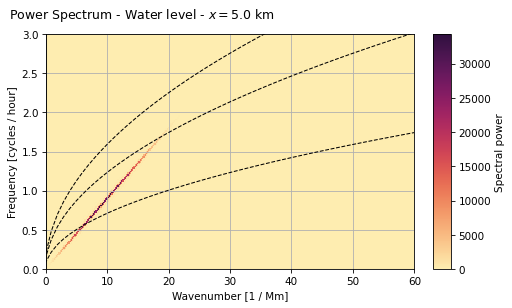 Power Spectrum - Water level - x = 5.0 km
3.0
2.5
2.0
1.5
1.0
0.5
0.0
Frequency [cycles / hour]
0 10 20 30 40 50 60
Wavenumber [1 / Mm]
30000
25000
20000
15000
10000
5000
0
Spectral power